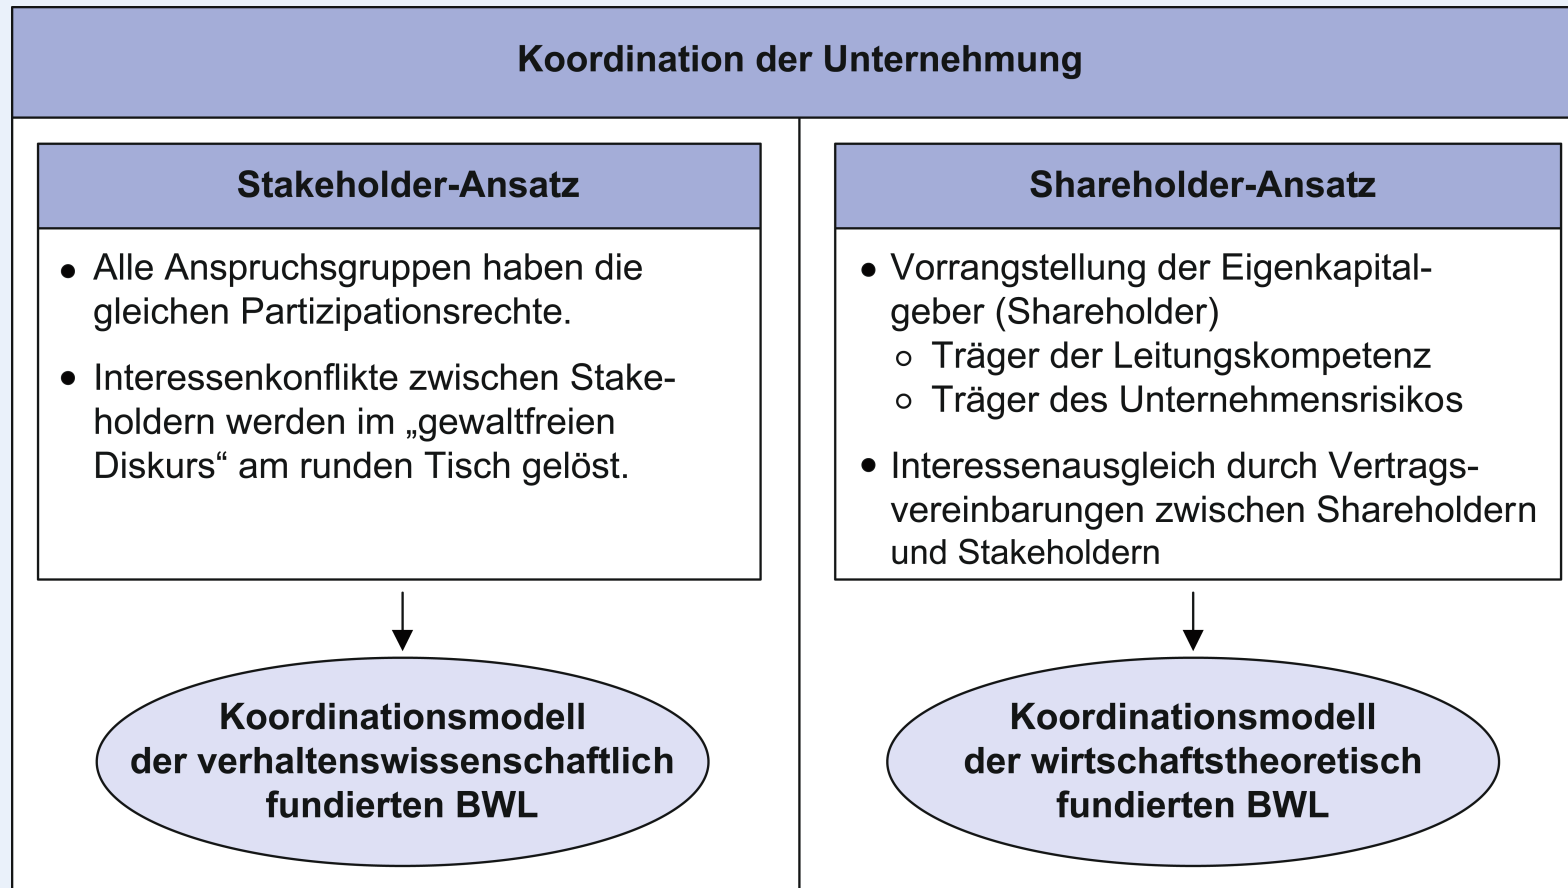 Koordination der Unternehmung
Stakeholder-Ansatz
• Alle Anspruchsgruppen haben die
gleichen Partizipationsrechte.
• Interessenkonflikte zwischen Stake-
holdern werden im „gewaltfreien
Diskurs“ am runden Tisch gelöst.
Koordinationsmodell
der verhaltenswissenschaftlich
fundierten BWL
Shareholder-Ansatz
• Vorrangstellung der Eigenkapital-
geber (Shareholder)
○ Träger der Leitungskompetenz
○ Träger des Unternehmensrisikos
• Interessenausgleich durch Vertrags-
vereinbarungen zwischen Shareholdern
und Stakeholdern
Koordinationsmodell
der wirtschaftstheoretisch
fundierten BWL